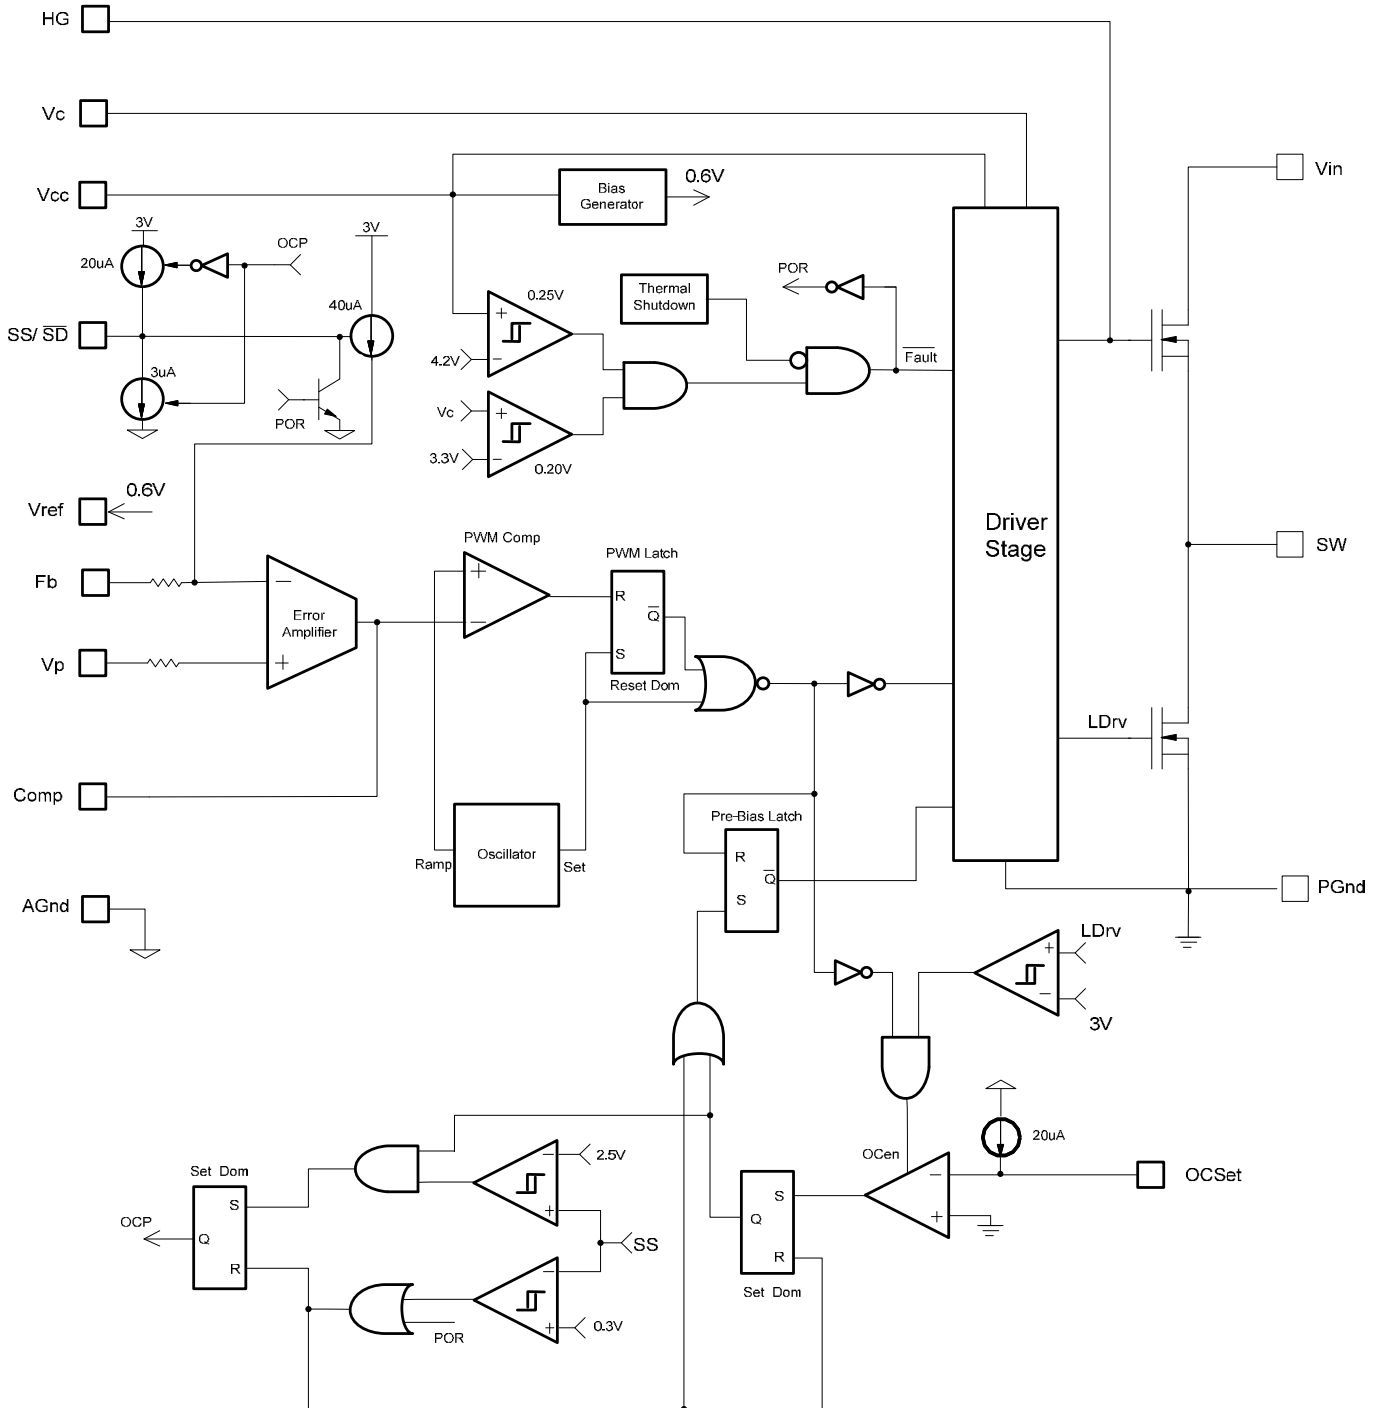 HG
Vc
Vin
Vcc
Bias
Generator
0.6V
3V
3V
20uA
OCP
40uA
SS/ SD
3uA
POR
0.25V
4.2V
Vc
3.3V
0.20V
Thermal
Shutdown
POR
Fault
Vref
0.6V
Driver
Stage
SW
PWM Comp
PWM Latch
Fb
Error
Amplifier
Vp
+
−
+
−
+
−
+
−
R
Q
S
Reset Dom
LDrv
Comp
Ramp
Oscillator
Set
Pre-Bias Latch
R
Q
S
PGnd
AGnd
LDrv
+
−
3V
20uA
OCen
−
+
OCSet
Set Dom
S
Q
R
OCP
−
2.5V
+
SS
−
+
0.3V
POR
S
Q
R
Set Dom